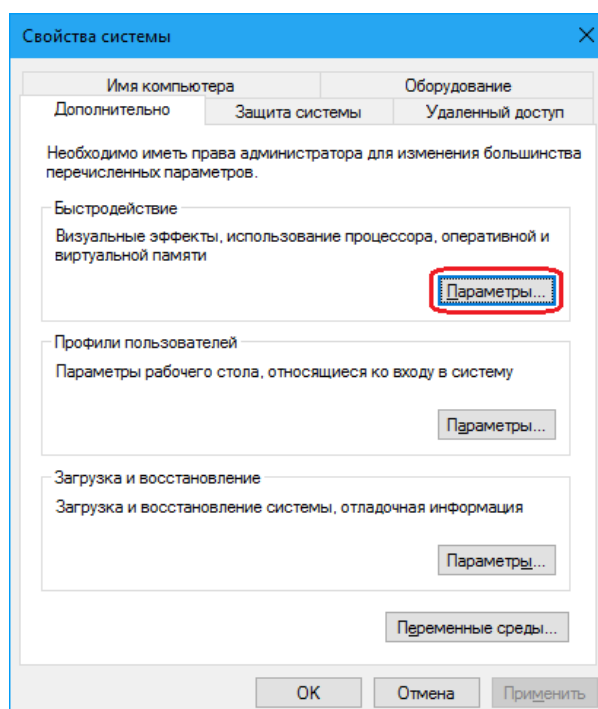 Свойства системы
Имя компьютера
Оборудование
Дополнительно
Защита системы
Удаленный доступ
Необходимо иметь права администратора для изменения большинства
перечисленных параметров.
Быстродействие
Визуальные эффекты, использование процессора, оперативной и
виртуальной памяти
Параметры...
Профили пользователей
Параметры рабочего стола, относящиеся ко входу в систему
Параметры...
Загрузка и восстановление
Загрузка и восстановление системы, отладочная информация
Параметры...
Переменные среды...
OK
Отмена
Применить